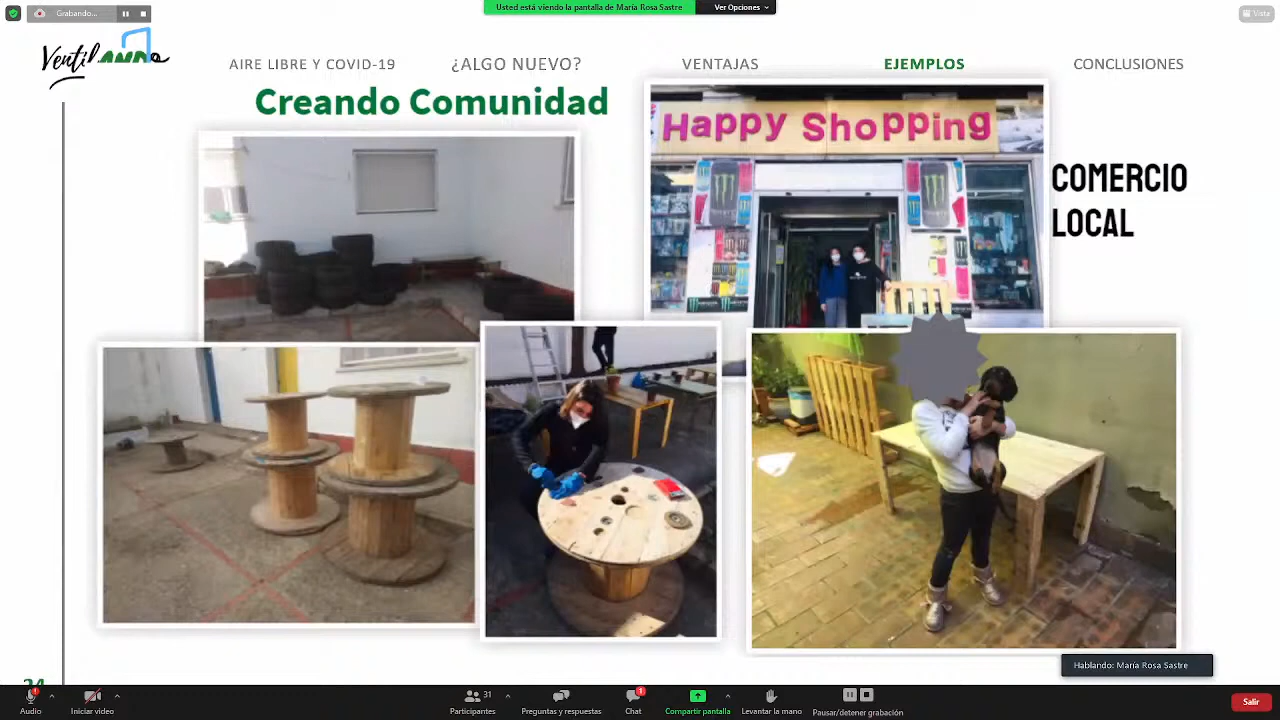 Grabando...
Usted está viendo la pantalla de María Rosa Sastre
Ver Opciones
Vista
Ventilando
AIRE LIBRE Y COVID-19
¿ALGO NUEVO?
VENTAJAS
EJEMPLOS
CONCLUSIONES
Creando Comunidad
Happy Shopping
COMERCIO
LOCAL
Hablando: María Rosa Sastre
Audio
Iniciar video
31
Participantes
Preguntas y respuestas
1
Chat
Compartir pantalla
Levantar la mano
Pausar/detener grabación
Salir